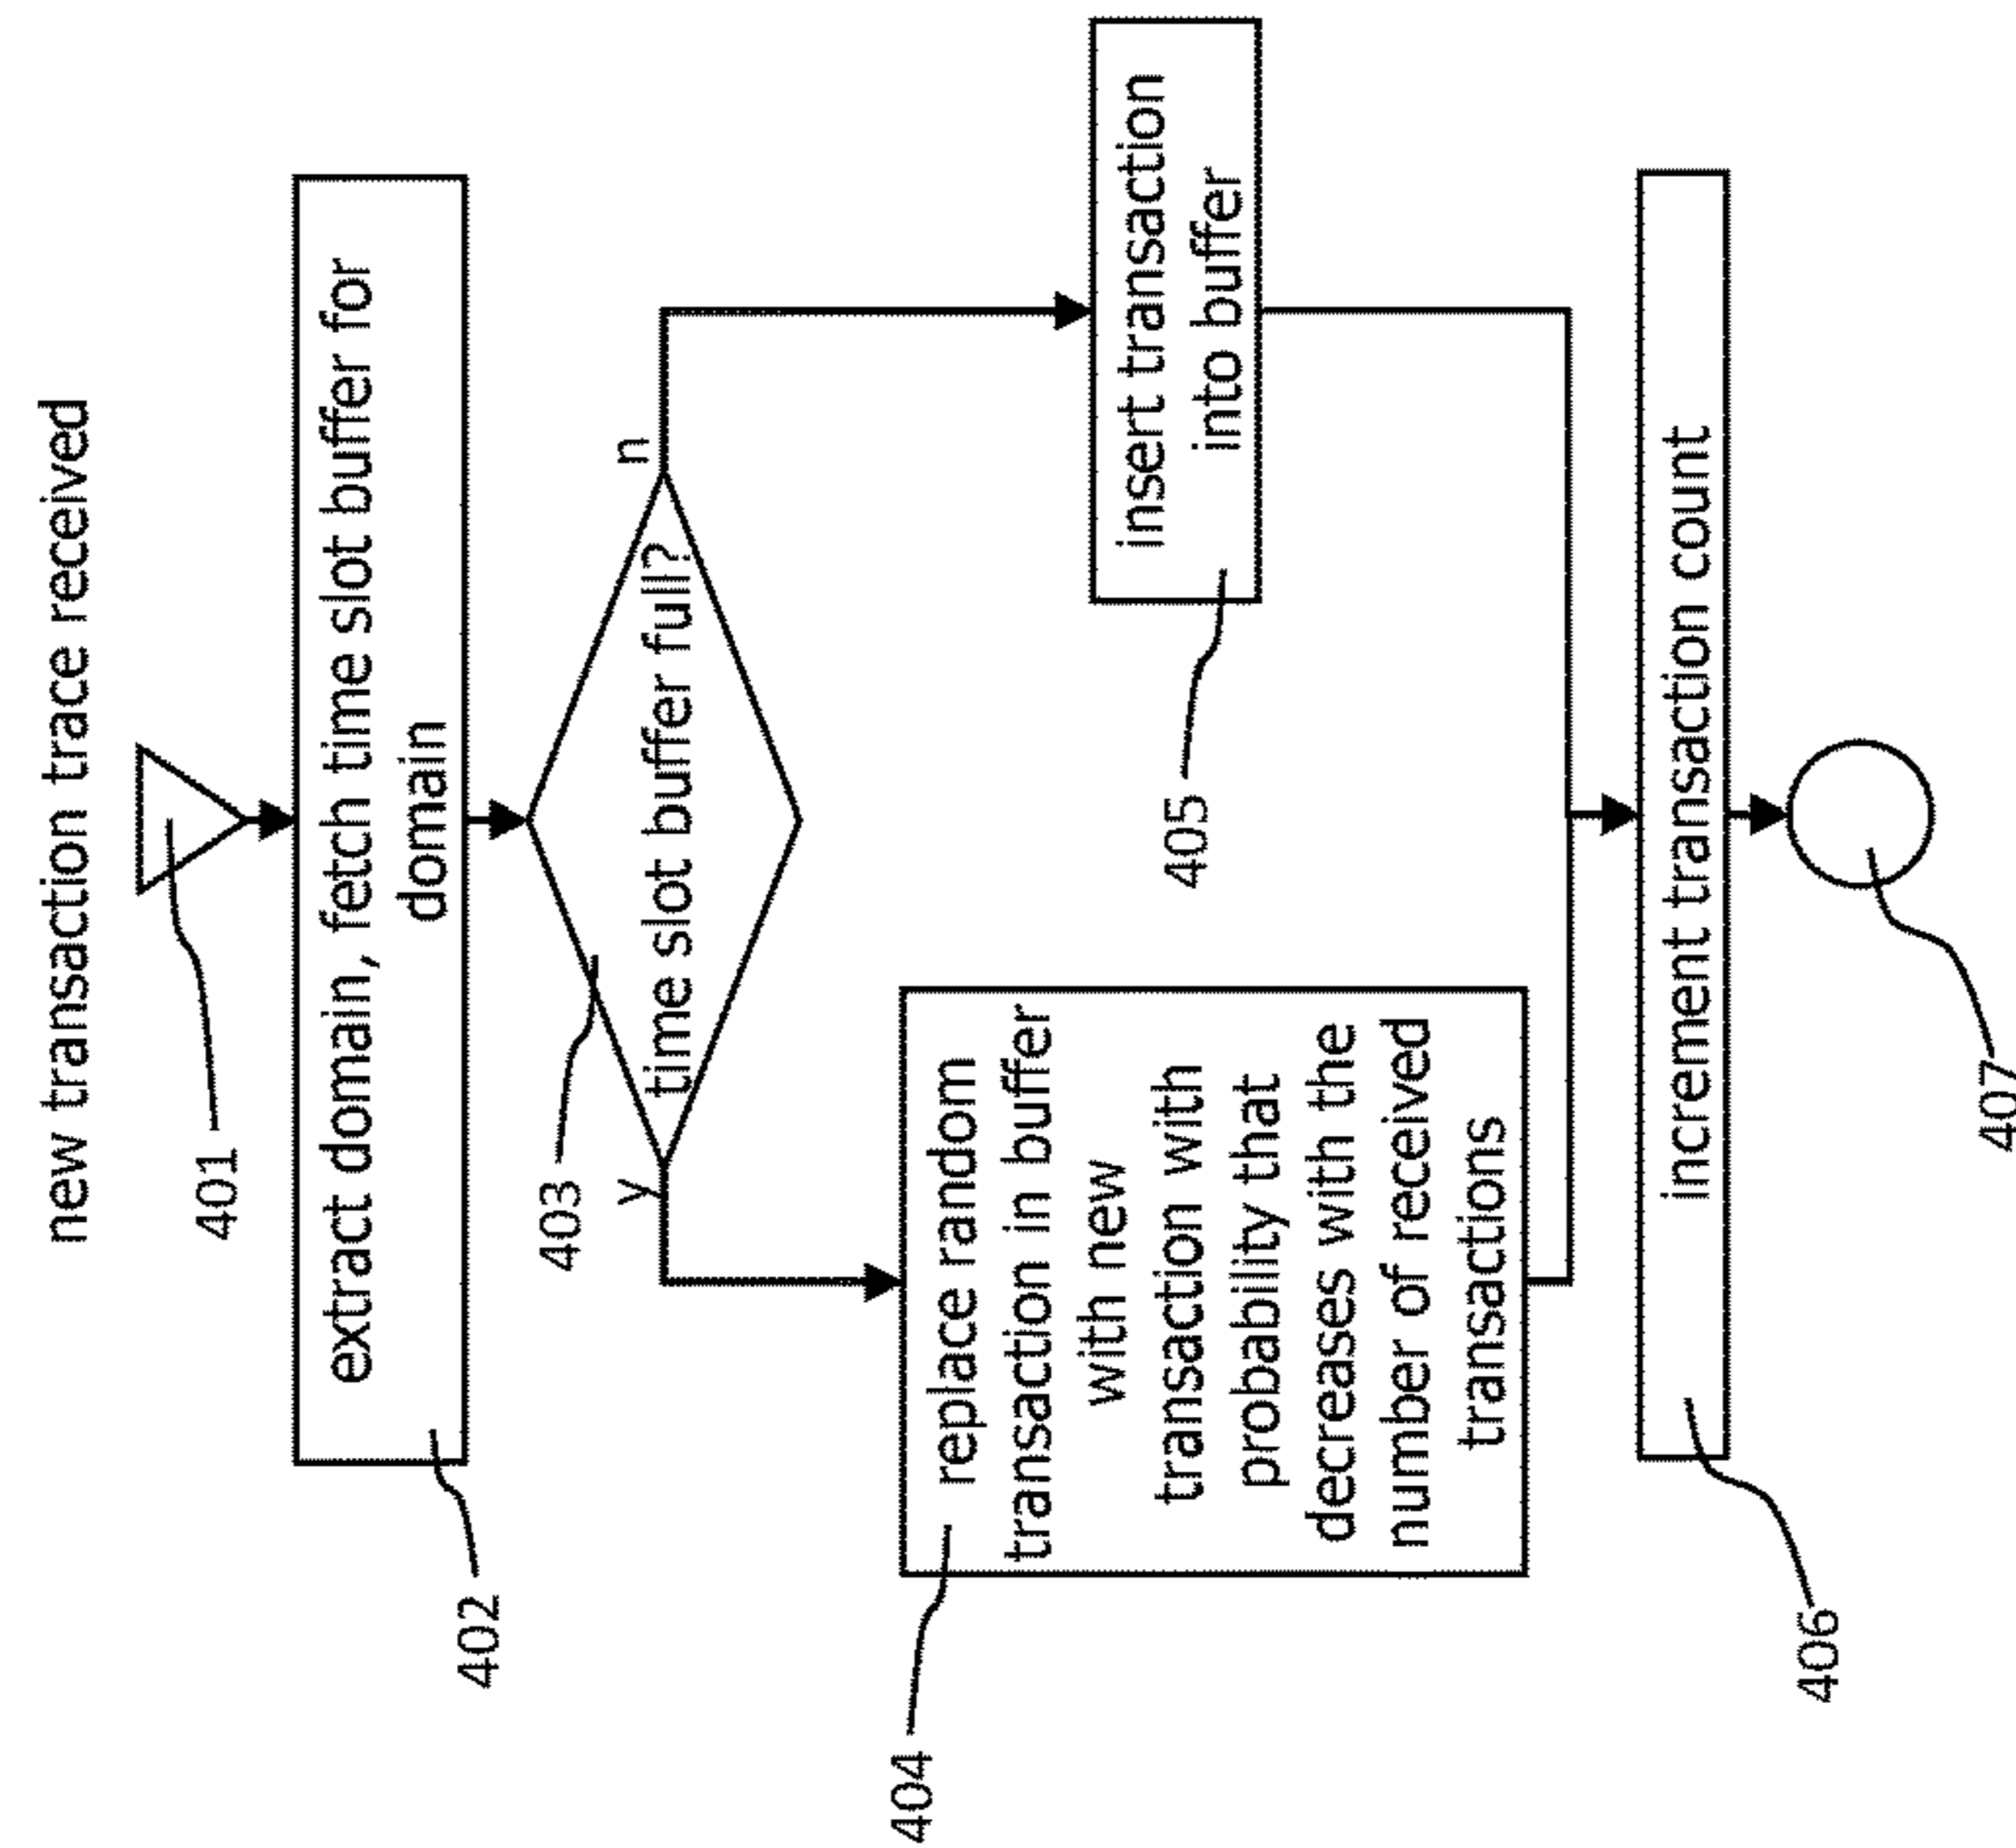 new transaction trace received
401
extract domain, fetch time slot buffer for
domain
402
403
time slot buffer full?
y
n
404
replace random
transaction in buffer
with new
transaction with
probability that
decreases with the
number of received
transactions
insert transaction
into buffer
405
increment transaction count
406
407